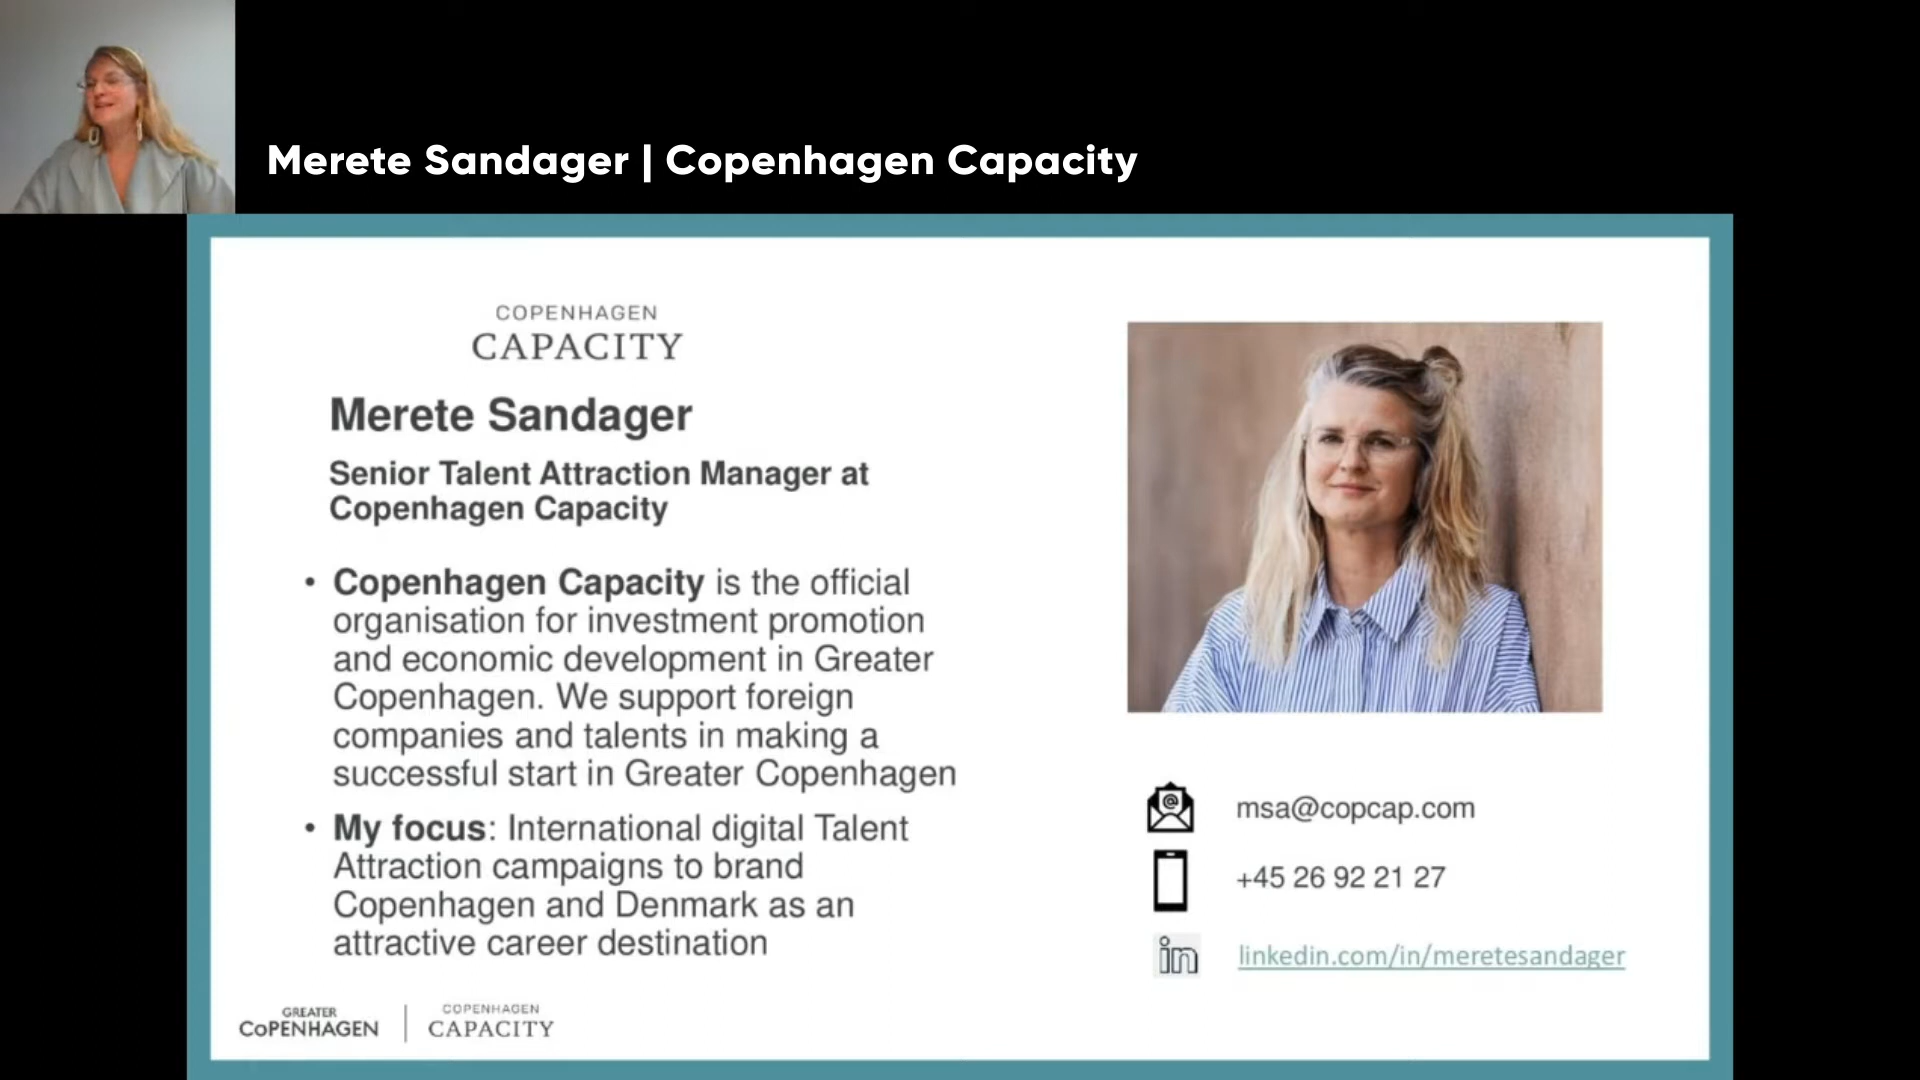 Merete Sandager | Copenhagen Capacity
COPENHAGEN
CAPACITY
Merete Sandager
Senior Talent Attraction Manager at
Copenhagen Capacity
• Copenhagen Capacity is the official
organisation for investment promotion
and economic development in Greater
Copenhagen. We support foreign
companies and talents in making a
successful start in Greater Copenhagen
• My focus: International digital Talent
Attraction campaigns to brand
Copenhagen and Denmark as an
attractive career destination
msa@copcap.com
+45 26 92 21 27
in
linkedin.com/in/meretesandager
GREATER
COPENHAGEN
COPENHAGEN
CAPACITY